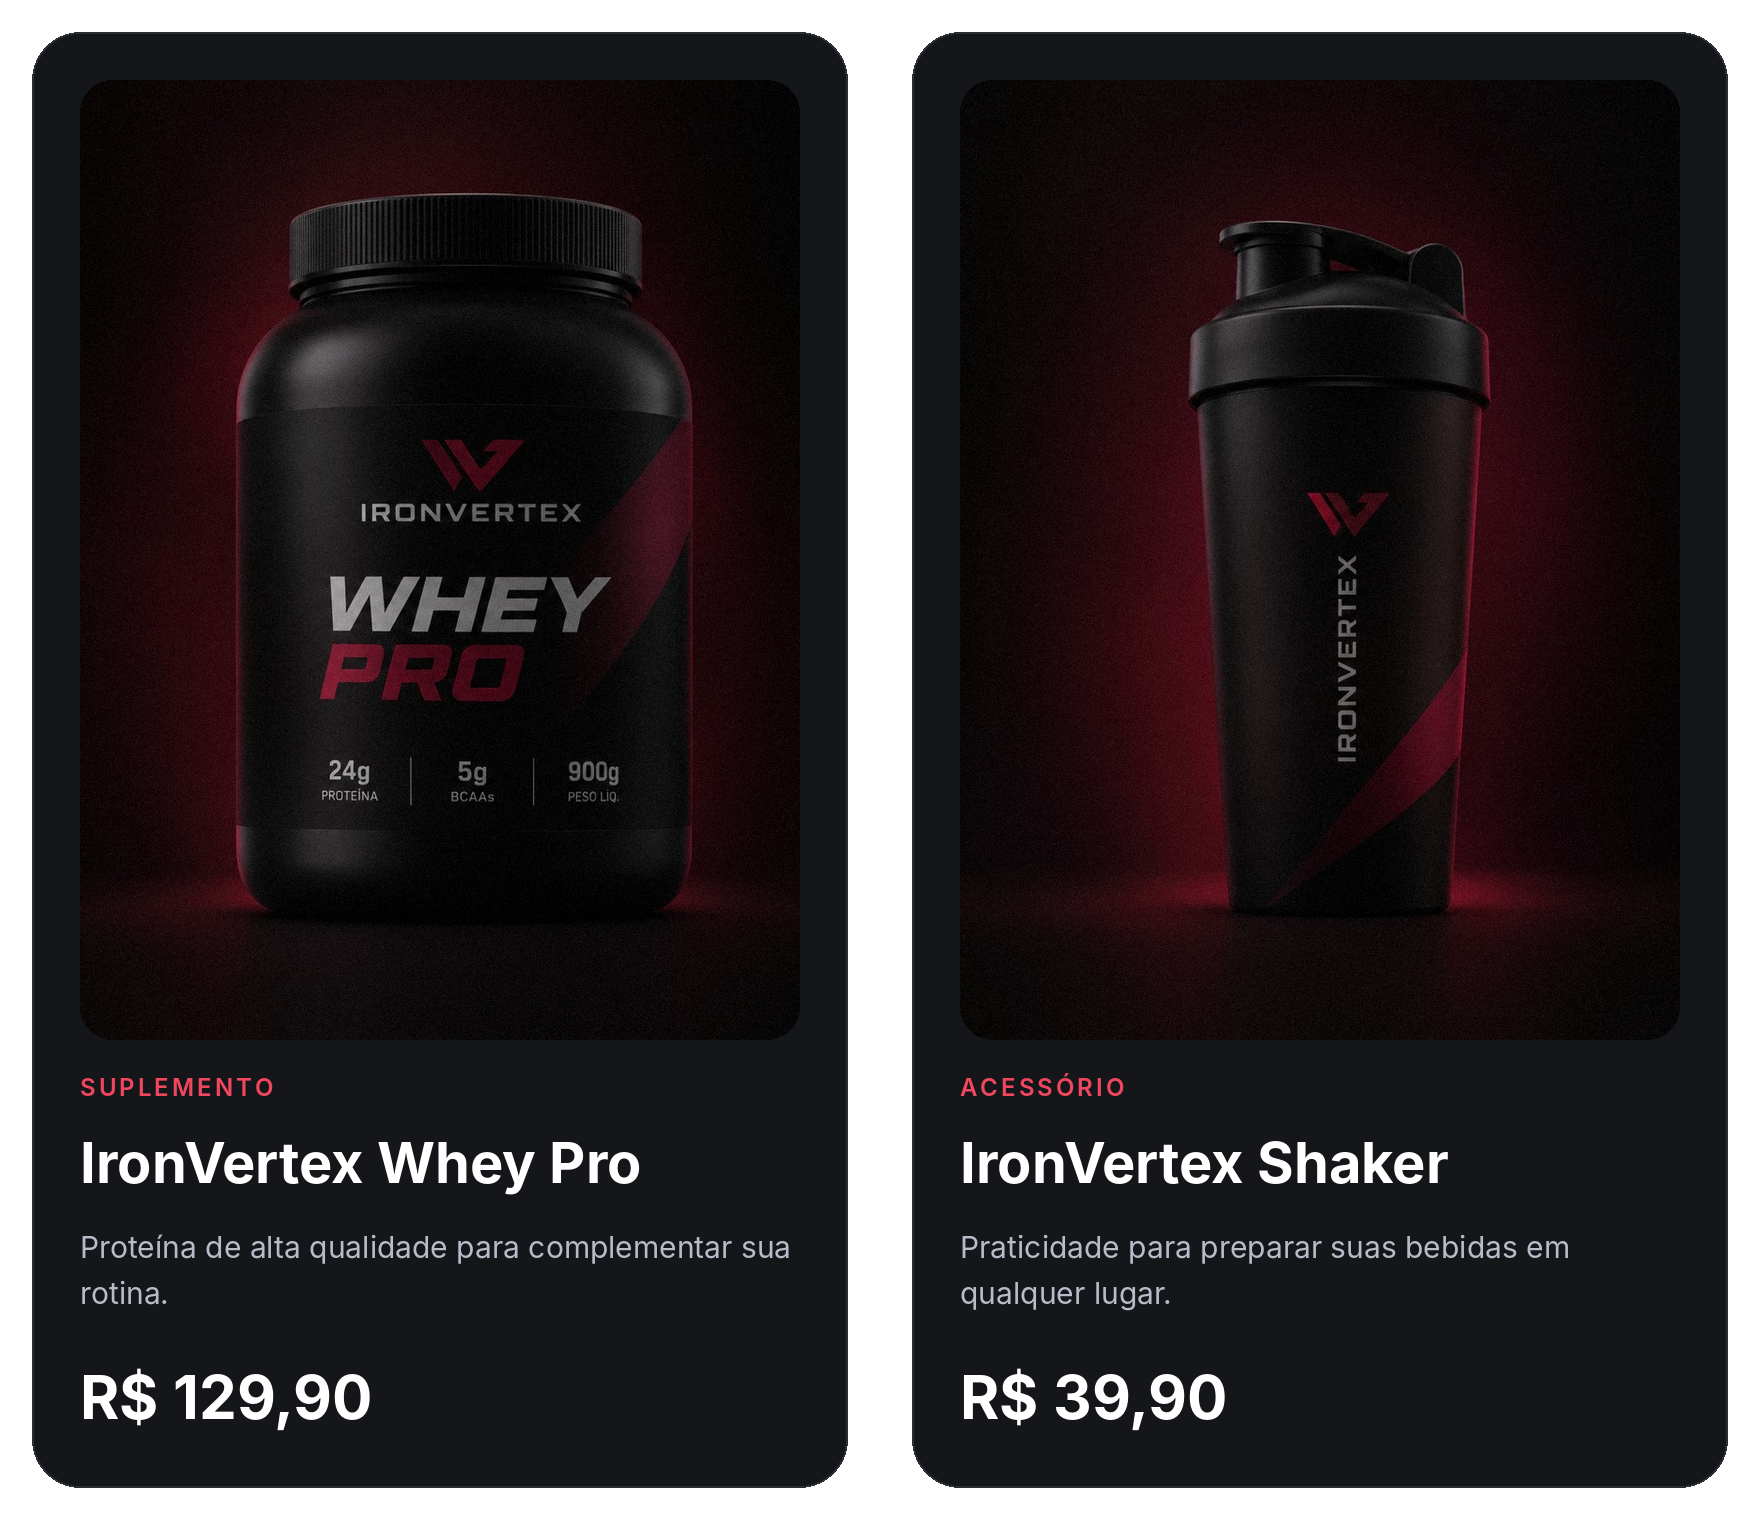 IRONVERTEX
WHEY
PRO
24g
PROTEÍNA
5g
BCAAs
900g
PESO LÍQ.
SUPLEMENTO
IronVertex Whey Pro
Proteína de alta qualidade para complementar sua
rotina.
R$ 129,90
IRONVERTEX
ACESSÓRIO
IronVertex Shaker
Praticidade para preparar suas bebidas em
qualquer lugar.
R$ 39,90